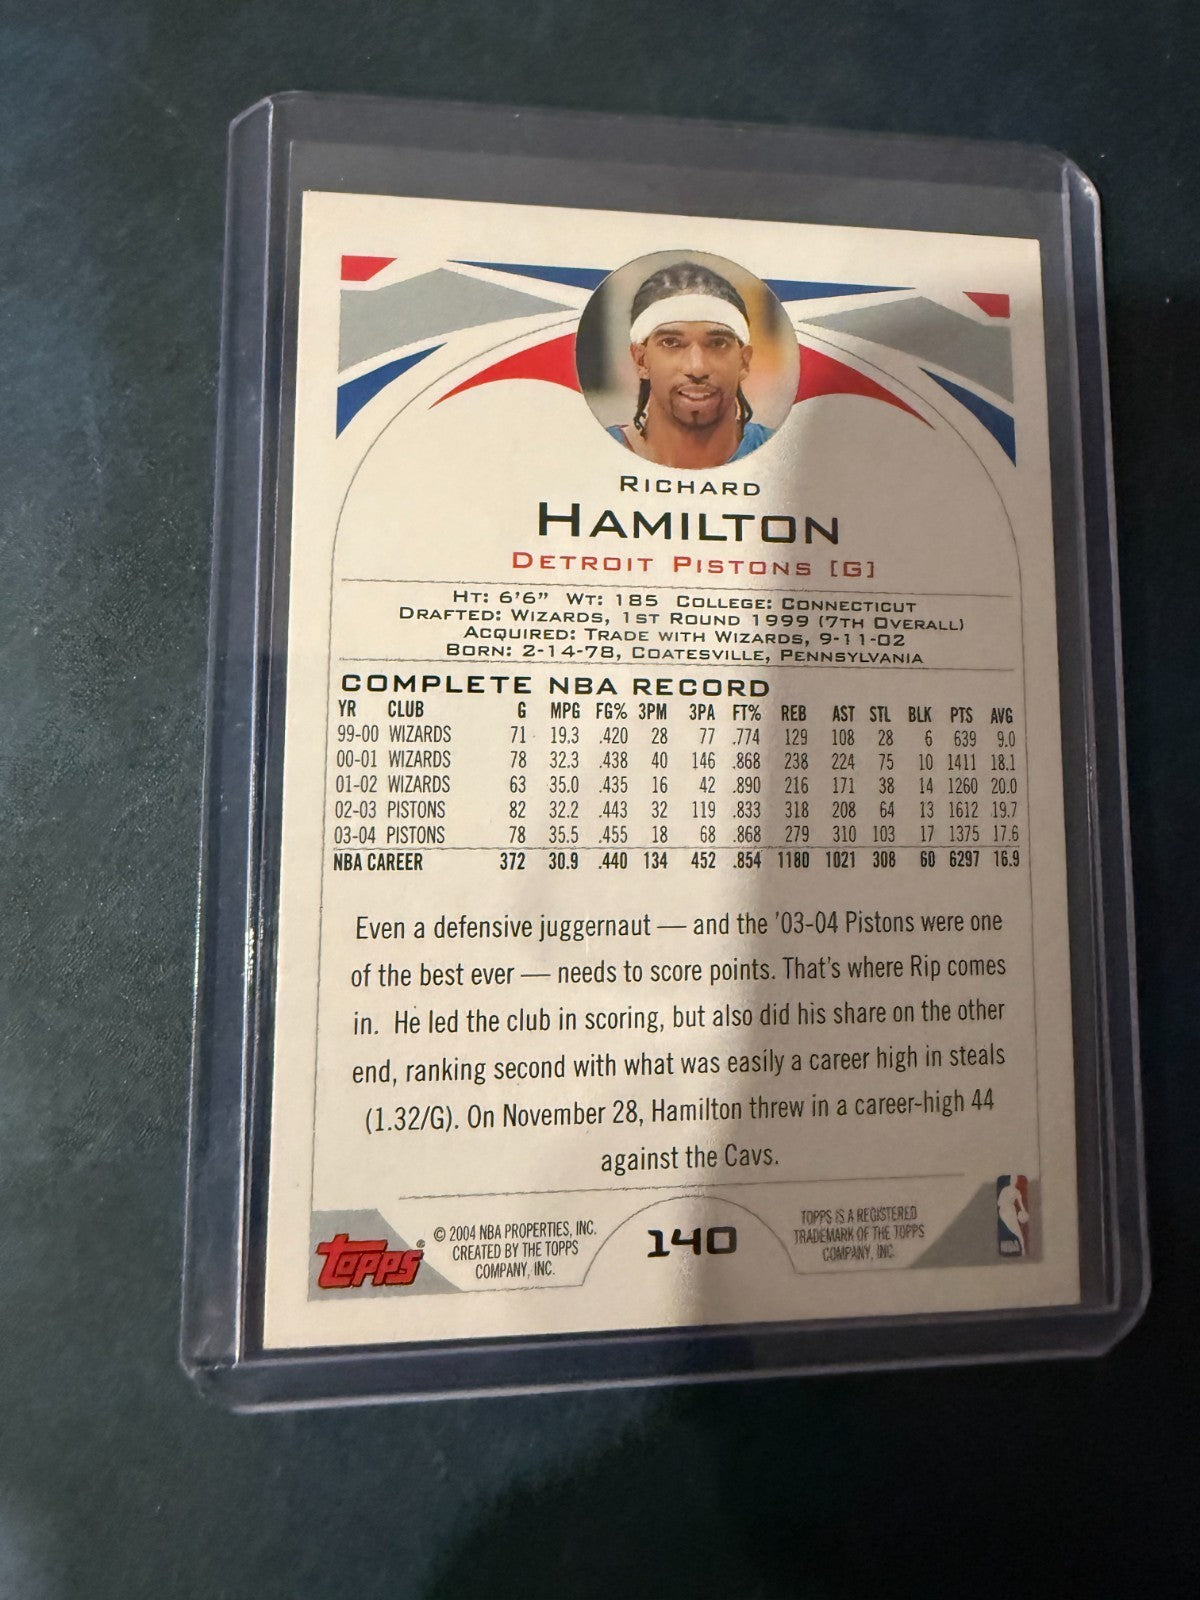 RICHARD
HAMILTON
DETROIT PISTONS [G]
HT: 6'6" WT: 185 COLLEGE: CONNECTICUT
DRAFTED: WIZARDS, 1ST ROUND 1999 (7TH OVERALL)
ACQUIRED: TRADE WITH WIZARDS, 9-11-02
BORN: 2-14-78, COATESVILLE, PENNSYLVANIA
COMPLETE NBA RECORD
YR CLUB G MPG FG% 3PM 3PA FT% REB AST STL BLK PTS AVG
99-00 WIZARDS 71 19.3 .420 28 77 .774 129 108 28 6 639 9.0
00-01 WIZARDS 78 32.3 .438 40 146 .868 238 224 75 10 1411 18.1
01-02 WIZARDS 63 35.0 .435 16 42 .890 216 171 38 14 1260 20.0
02-03 PISTONS 82 32.2 .443 32 119 .833 318 208 64 13 1612 19.7
03-04 PISTONS 78 35.5 .455 18 68 .868 279 310 103 17 1375 17.6
NBA CAREER 372 30.9 .440 134 452 .854 1180 1021 308 60 6297 16.9
Even a defensive juggernaut — and the '03-04 Pistons were one
of the best ever — needs to score points. That's where Rip comes
in. He led the club in scoring, but also did his share on the other
end, ranking second with what was easily a career high in steals
(1.32/G). On November 28, Hamilton threw in a career-high 44
against the Cavs.
TOPPS®
© 2004 NBA PROPERTIES, INC.
CREATED BY THE TOPPS
COMPANY, INC.
140
TOPPS IS A REGISTERED
TRADEMARK OF THE TOPPS
COMPANY, INC.
NBA